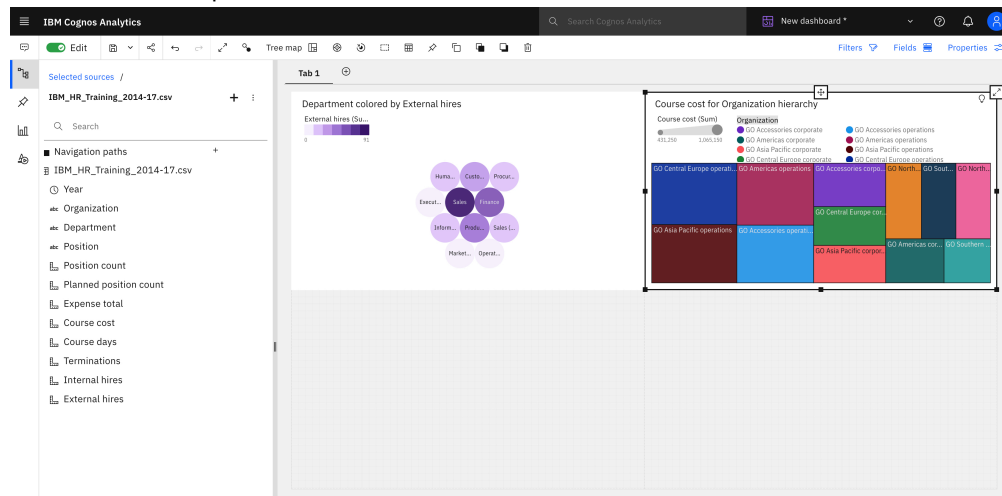 IBM Cognos Analytics
Search Cognos Analytics
New dashboard *
Edit
Tree map
Filters
Fields
Properties
Selected sources /
Tab 1
IBM_HR_Training_2014-17.csv
Search
Navigation paths
IBM_HR_Training_2014-17.csv
Year
Organization
Department
Position
Position count
Planned position count
Expense total
Course cost
Course days
Terminations
Internal hires
External hires
Department colored by External hires
External hires (Su...
0 91
Huma... Custo... Procur...
Execut... Sales Finance
Inform... Produ... Sales (...
Market... Operat...
Course cost for Organization hierarchy
Course cost (Sum)
431,250 1,065,150
Organization
GO Accessories corporate GO Accessories operations
GO Americas corporate GO Americas operations
GO Asia Pacific corporate GO Asia Pacific operations
GO Central Europe corporate GO Central Europe operations
GO Central Europe operati... GO Americas operations GO Accessories corpo... GO North... GO Sout... GO North...
GO Central Europe cor...
GO Asia Pacific operations GO Accessories operati...
GO Americas cor... GO Southern ...
GO Asia Pacific corpor...